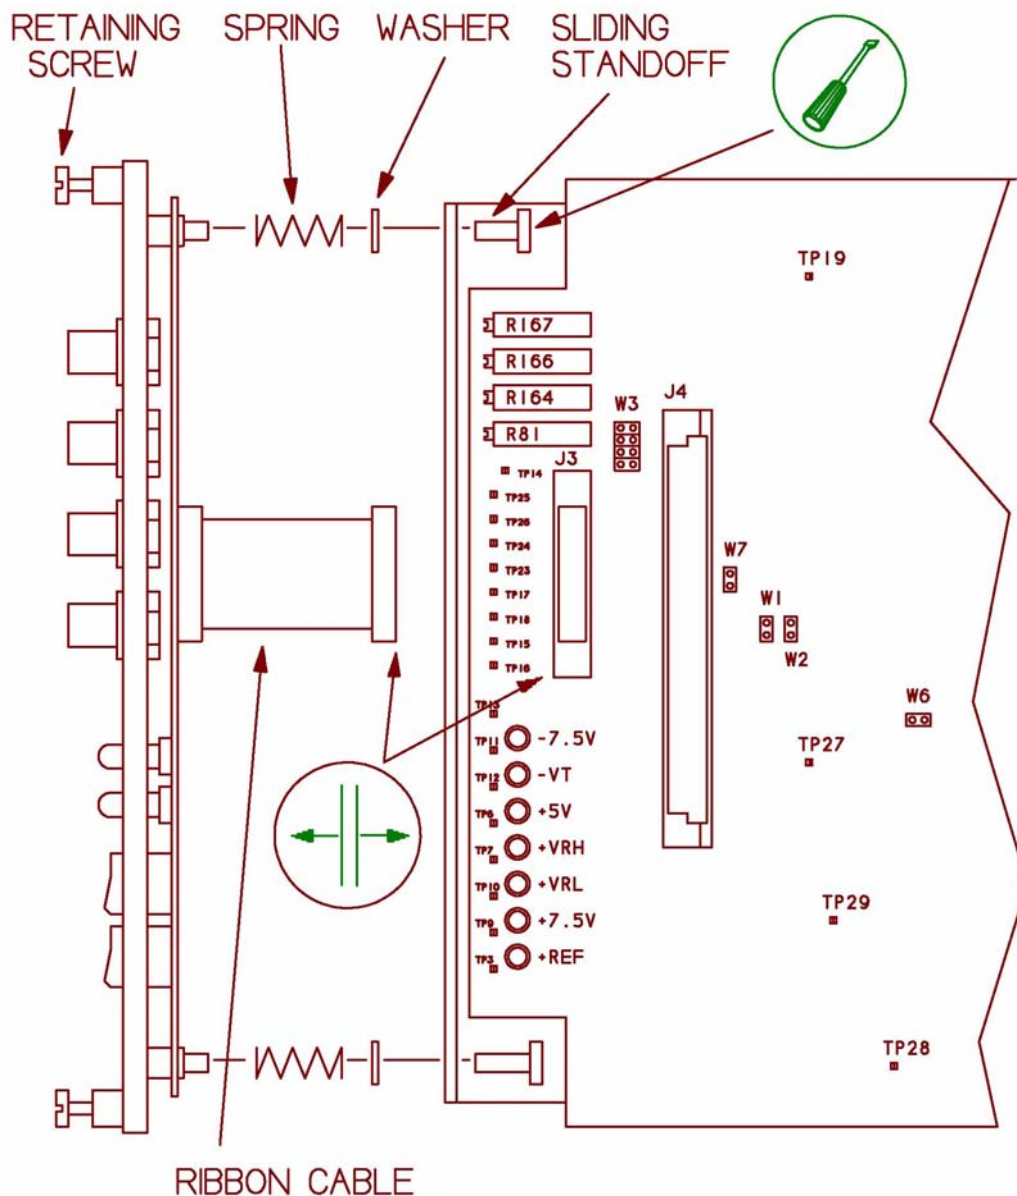 RETAINING
SCREW
SPRING
WASHER
SLIDING
STANDOFF
TP19
R167
R166
R164
R81
W3
J4
J3
TP14
TP25
TP26
TP24
TP23
TP17
TP18
TP15
TP16
W7
W1
W2
W6
TP13
TP11 -7.5V
TP12 -VT
TP6 +5V
TP7 +VRH
TP10 +VRL
TP9 +7.5V
TP3 +REF
TP27
TP29
TP28
RIBBON CABLE